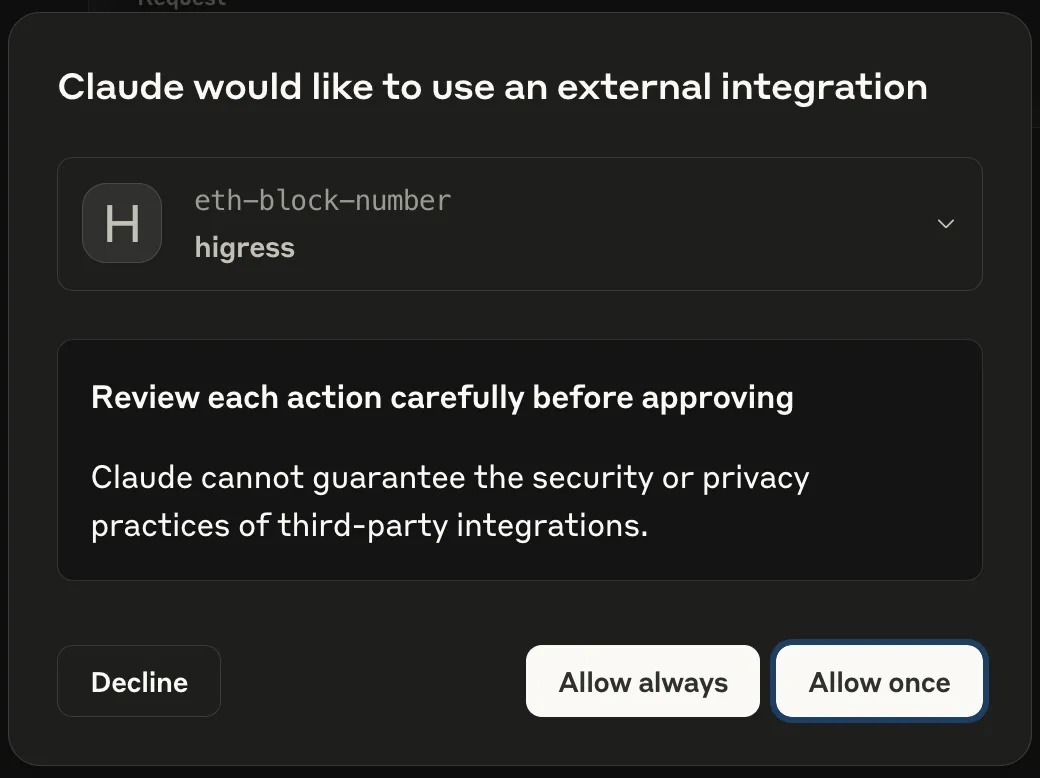 Request
Claude would like to use an external integration
H
eth-block-number
higress
Review each action carefully before approving
Claude cannot guarantee the security or privacy
practices of third-party integrations.
Decline
Allow always
Allow once